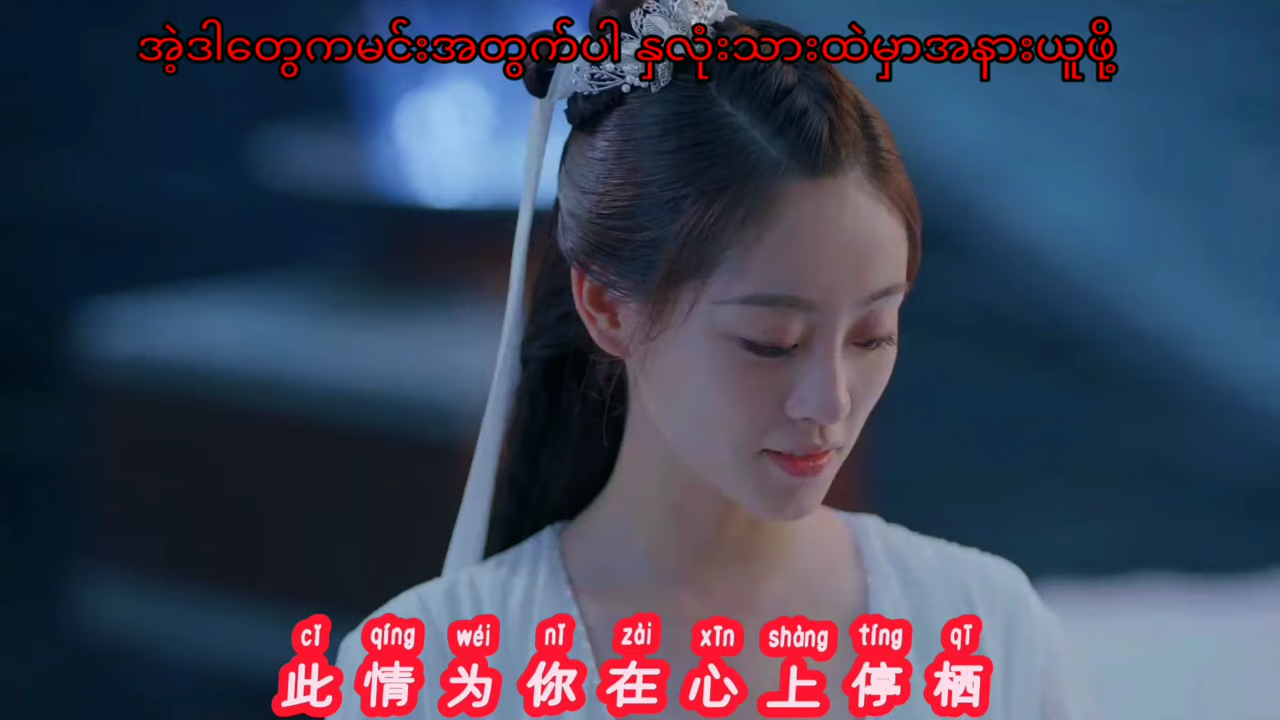 အဲ့ဒါတွေကမင်းအတွက်ပါ နှလုံးသားထဲမှာအနားယူဖို့
cǐ qíng wéi nǐ zài xīn shàng tíng qī
此情为你在心上停栖